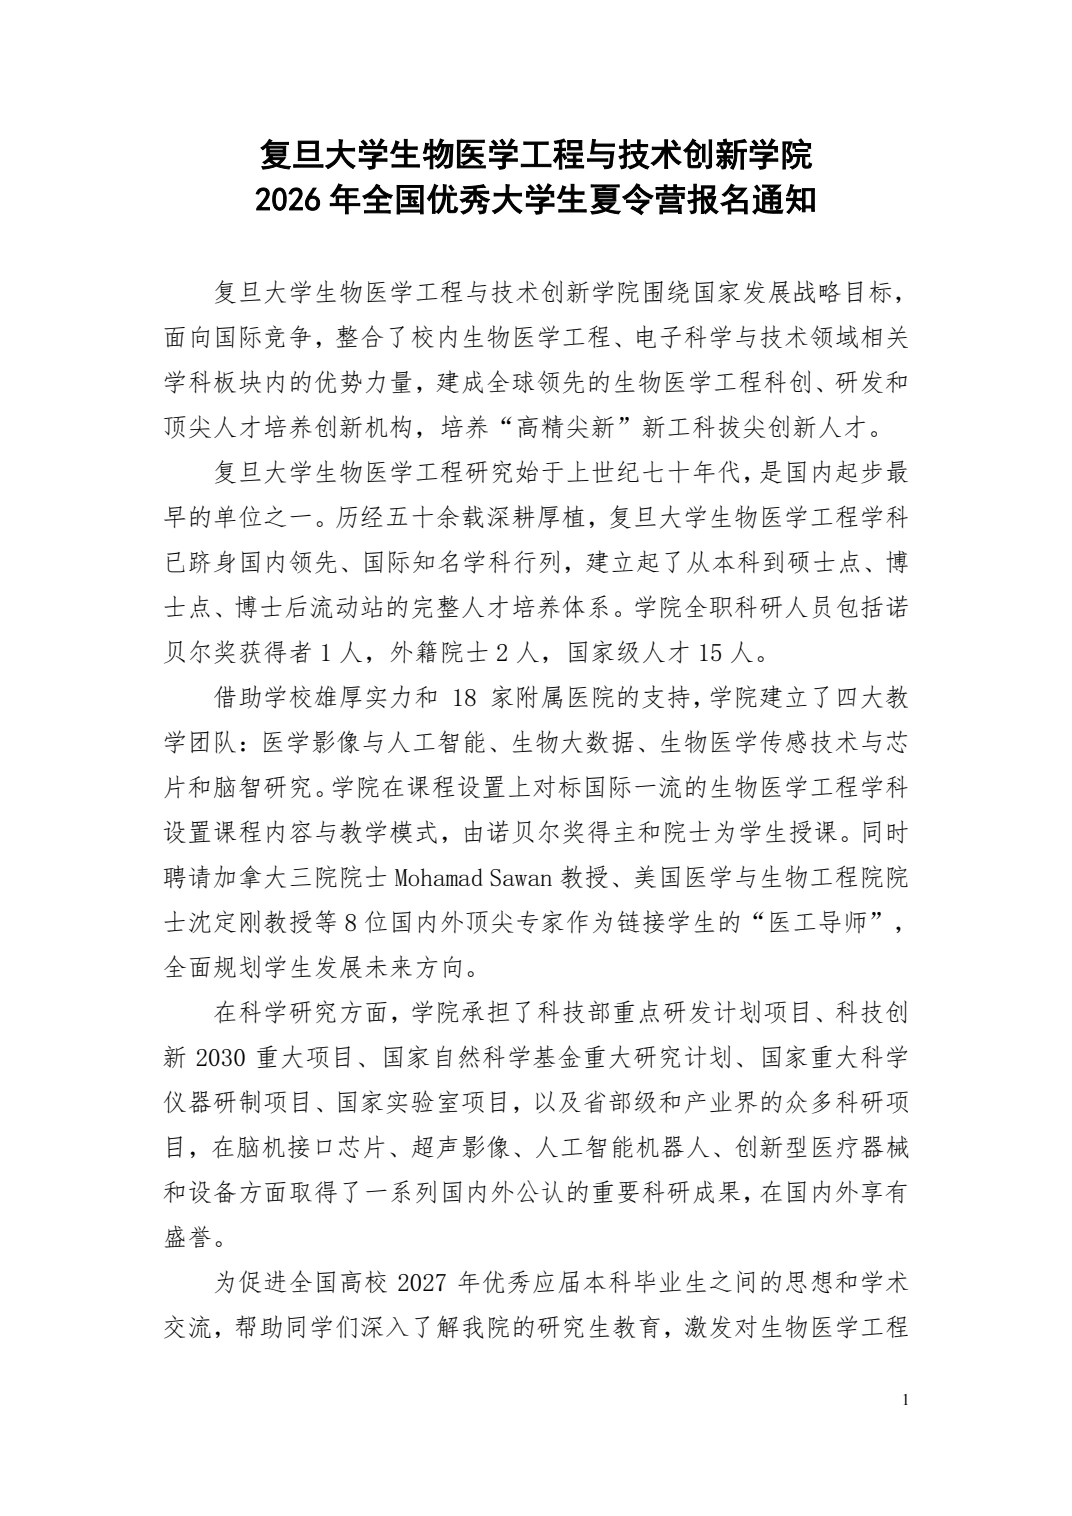 复旦大学生物医学工程与技术创新学院
2026 年全国优秀大学生夏令营报名通知
复旦大学生物医学工程与技术创新学院围绕国家发展战略目标，
面向国际竞争，整合了校内生物医学工程、电子科学与技术领域相关
学科板块内的优势力量，建成全球领先的生物医学工程科创、研发和
顶尖人才培养创新机构，培养“高精尖新”新工科拔尖创新人才。
复旦大学生物医学工程研究始于上世纪七十年代，是国内起步最
早的单位之一。历经五十余载深耕厚植，复旦大学生物医学工程学科
已跻身国内领先、国际知名学科行列，建立起了从本科到硕士点、博
士点、博士后流动站的完整人才培养体系。学院全职科研人员包括诺
贝尔奖获得者 1 人，外籍院士 2 人，国家级人才 15 人。
借助学校雄厚实力和 18 家附属医院的支持，学院建立了四大教
学团队：医学影像与人工智能、生物大数据、生物医学传感技术与芯
片和脑智研究。学院在课程设置上对标国际一流的生物医学工程学科
设置课程内容与教学模式，由诺贝尔奖得主和院士为学生授课。同时
聘请加拿大三院院士 Mohamad Sawan 教授、美国医学与生物工程院院
士沈定刚教授等 8 位国内外顶尖专家作为链接学生的“医工导师”，
全面规划学生发展未来方向。
在科学研究方面，学院承担了科技部重点研发计划项目、科技创
新 2030 重大项目、国家自然科学基金重大研究计划、国家重大科学
仪器研制项目、国家实验室项目，以及省部级和产业界的众多科研项
目，在脑机接口芯片、超声影像、人工智能机器人、创新型医疗器械
和设备方面取得了一系列国内外公认的重要科研成果，在国内外享有
盛誉。
为促进全国高校 2027 年优秀应届本科毕业生之间的思想和学术
交流，帮助同学们深入了解我院的研究生教育，激发对生物医学工程
1